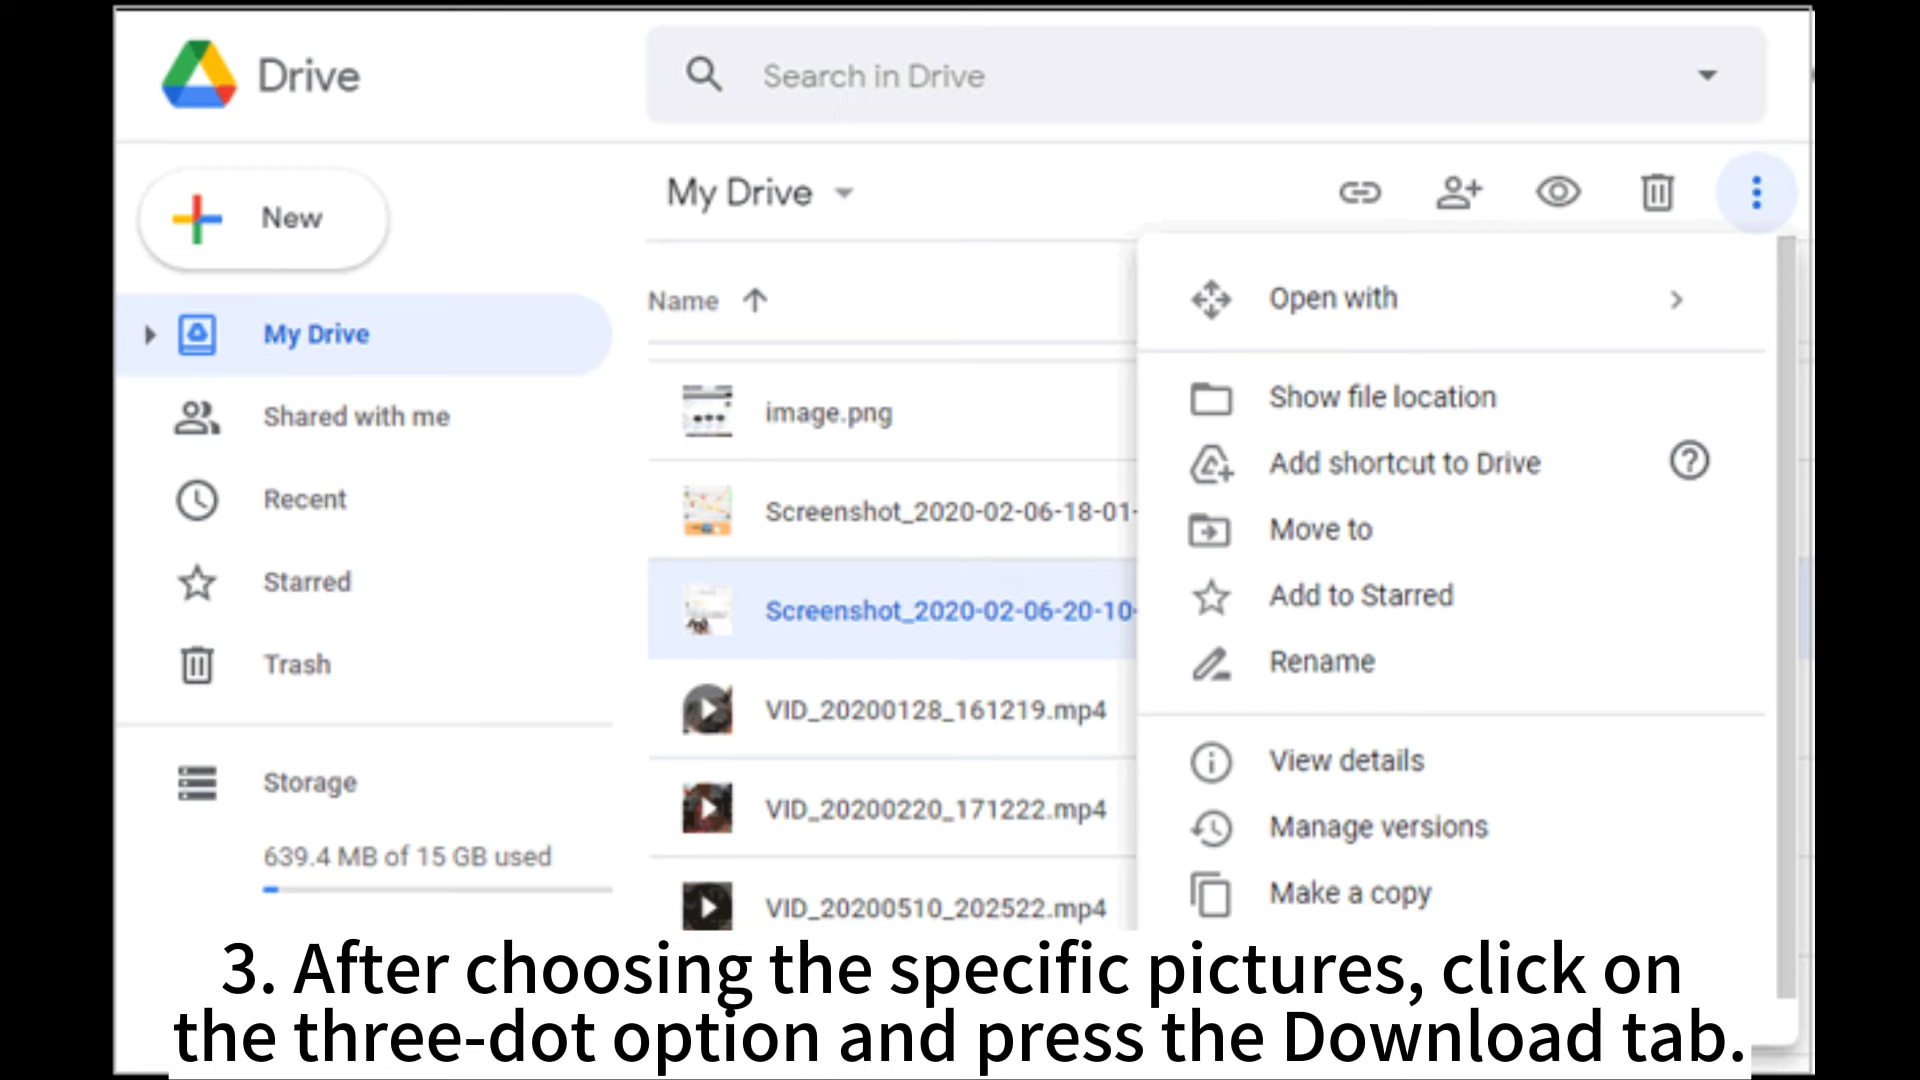 Drive
Search in Drive
New
My Drive
Name
Open with
My Drive
Shared with me
Recent
Starred
Trash
Storage
639.4 MB of 15 GB used
image.png
Screenshot_2020-02-06-18-01-
Screenshot_2020-02-06-20-10-
VID_20200128_161219.mp4
VID_20200220_171222.mp4
VID_20200510_202522.mp4
Show file location
Add shortcut to Drive
Move to
Add to Starred
Rename
View details
Manage versions
Make a copy
3. After choosing the specific pictures, click on
the three-dot option and press the Download tab.